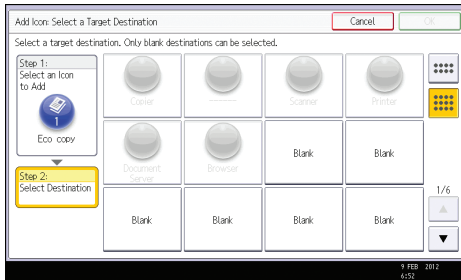 Add Icon: Select a Target Destination
Cancel
OK
Select a target destination. Only blank destinations can be selected.
Step 1:
Select an Icon
to Add
1
Eco copy
Step 2:
Select Destination
Copier
--------
Scanner
Printer
Document
Server
Browser
Blank
Blank
Blank
Blank
Blank
Blank
1/6
9 FEB 2012
6:52